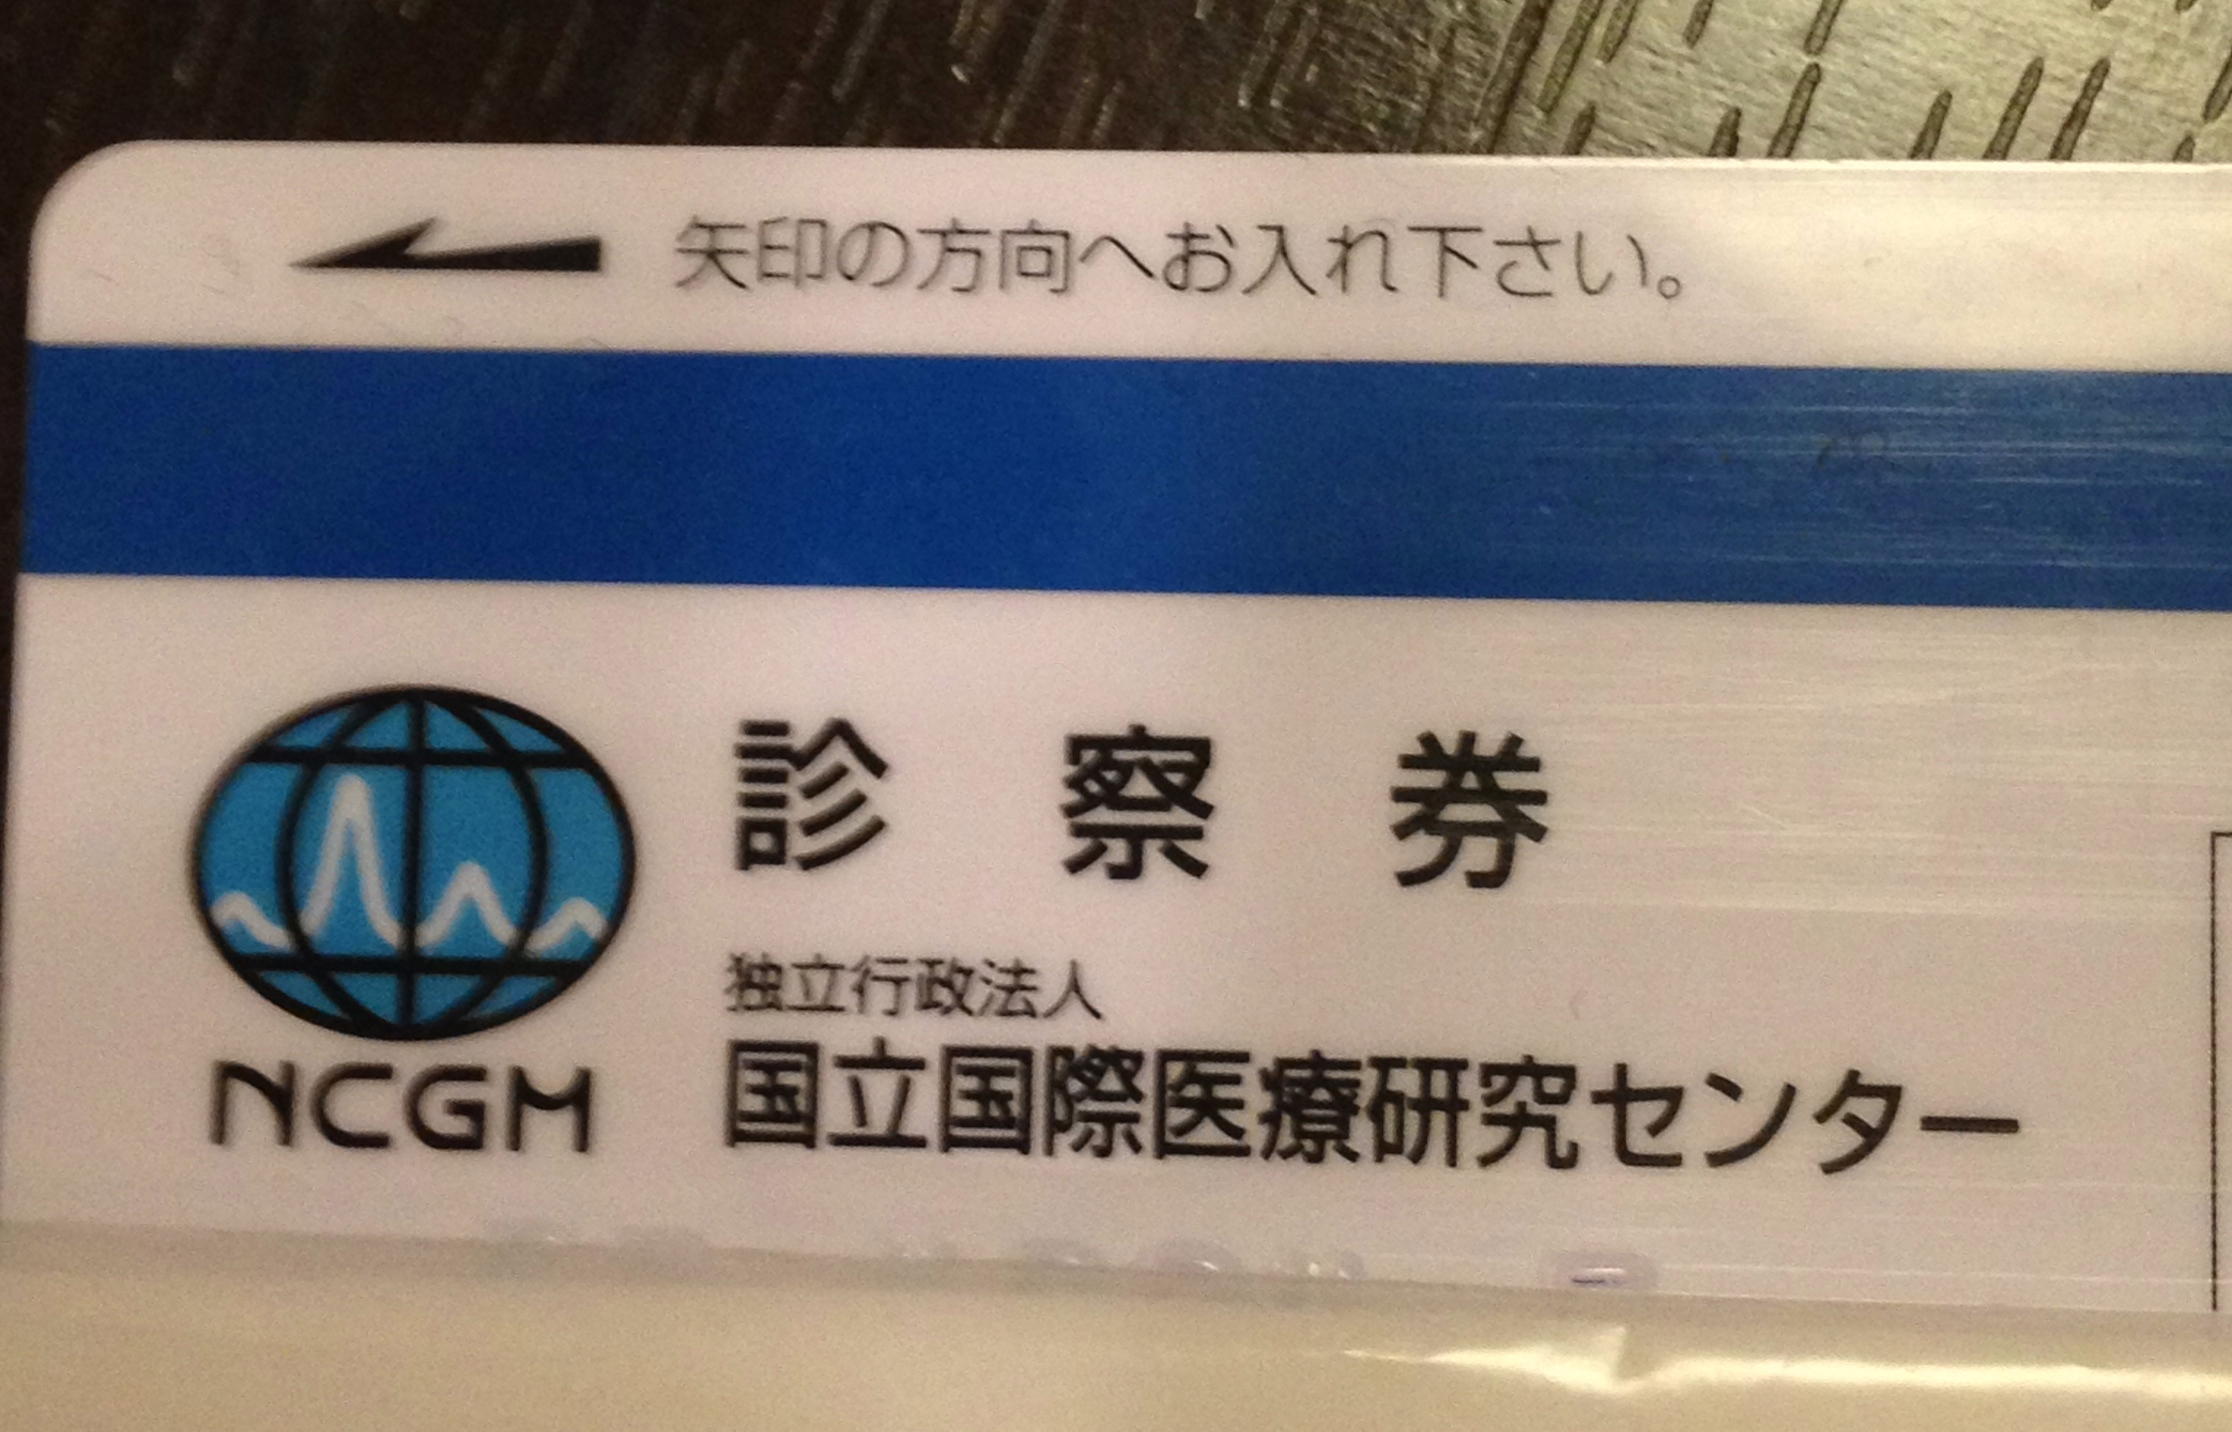 矢印の方向へお入れ下さい。
診察券
独立行政法人
国立国際医療研究センター
NCGM